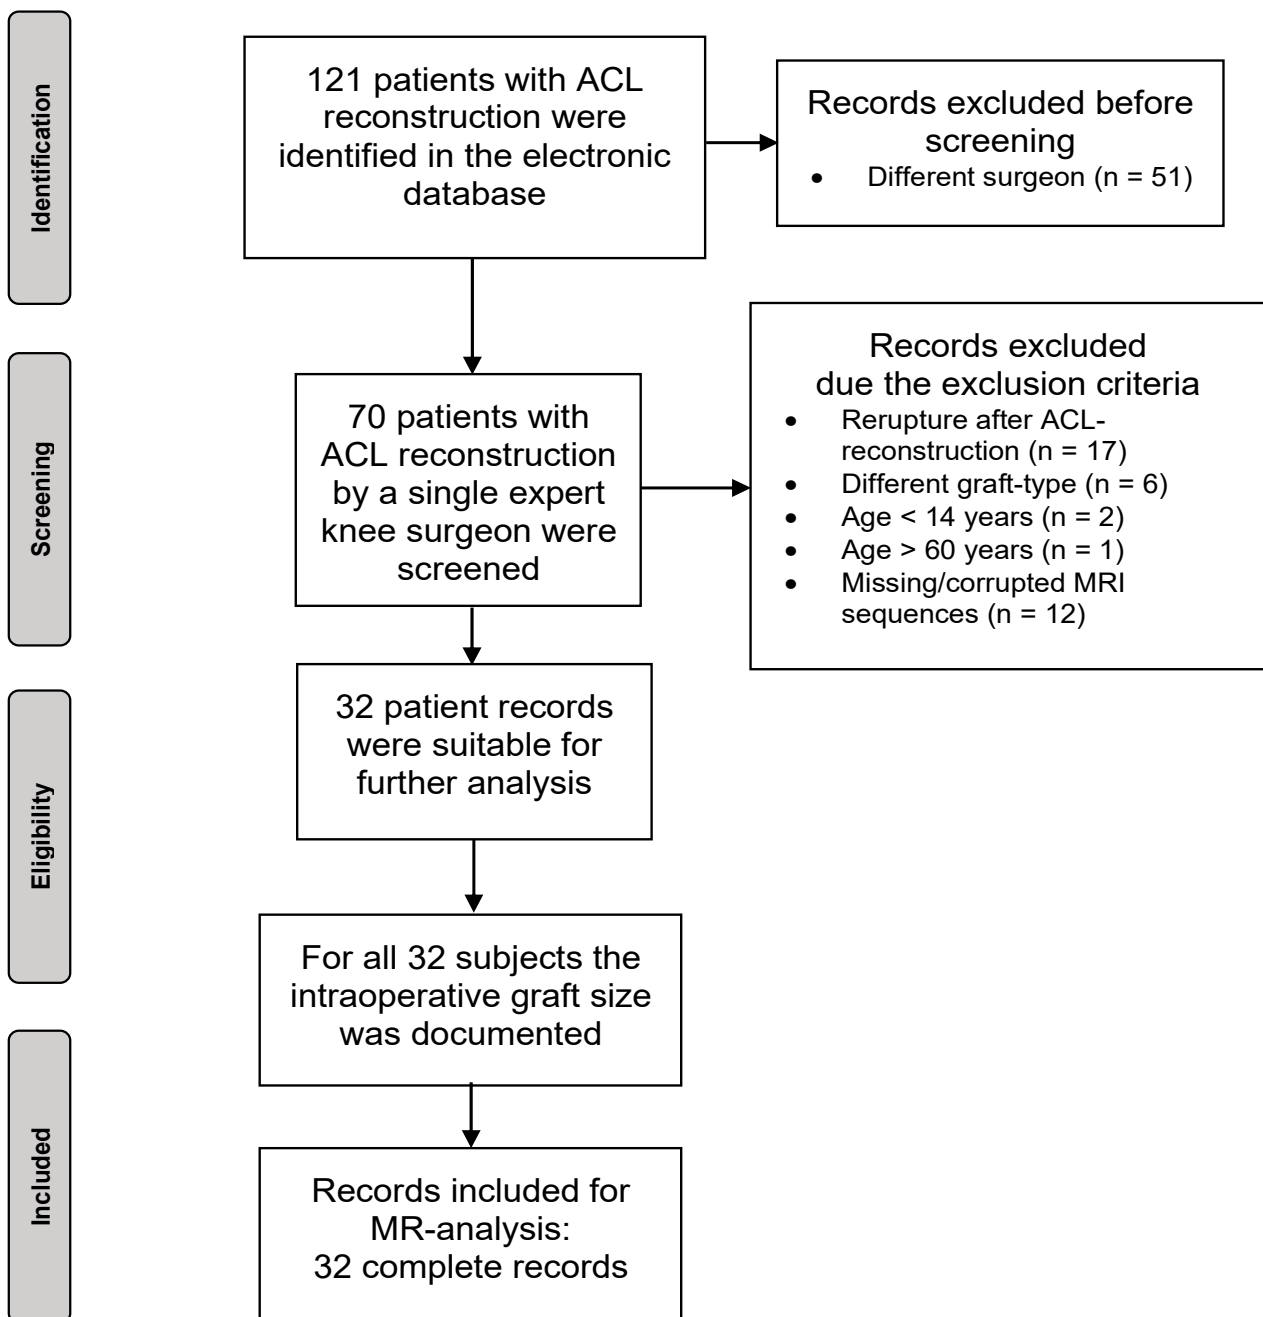 Identification
121 patients with ACL
reconstruction were
identified in the electronic
database
Records excluded before
screening
• Different surgeon (n = 51)
Screening
70 patients with
ACL reconstruction
by a single expert
knee surgeon were
screened
Records excluded
due the exclusion criteria
• Rerupture after ACL-
reconstruction (n = 17)
• Different graft-type (n = 6)
• Age < 14 years (n = 2)
• Age > 60 years (n = 1)
• Missing/corrupted MRI
sequences (n = 12)
Eligibility
32 patient records
were suitable for
further analysis
For all 32 subjects the
intraoperative graft size
was documented
Included
Records included for
MR-analysis:
32 complete records